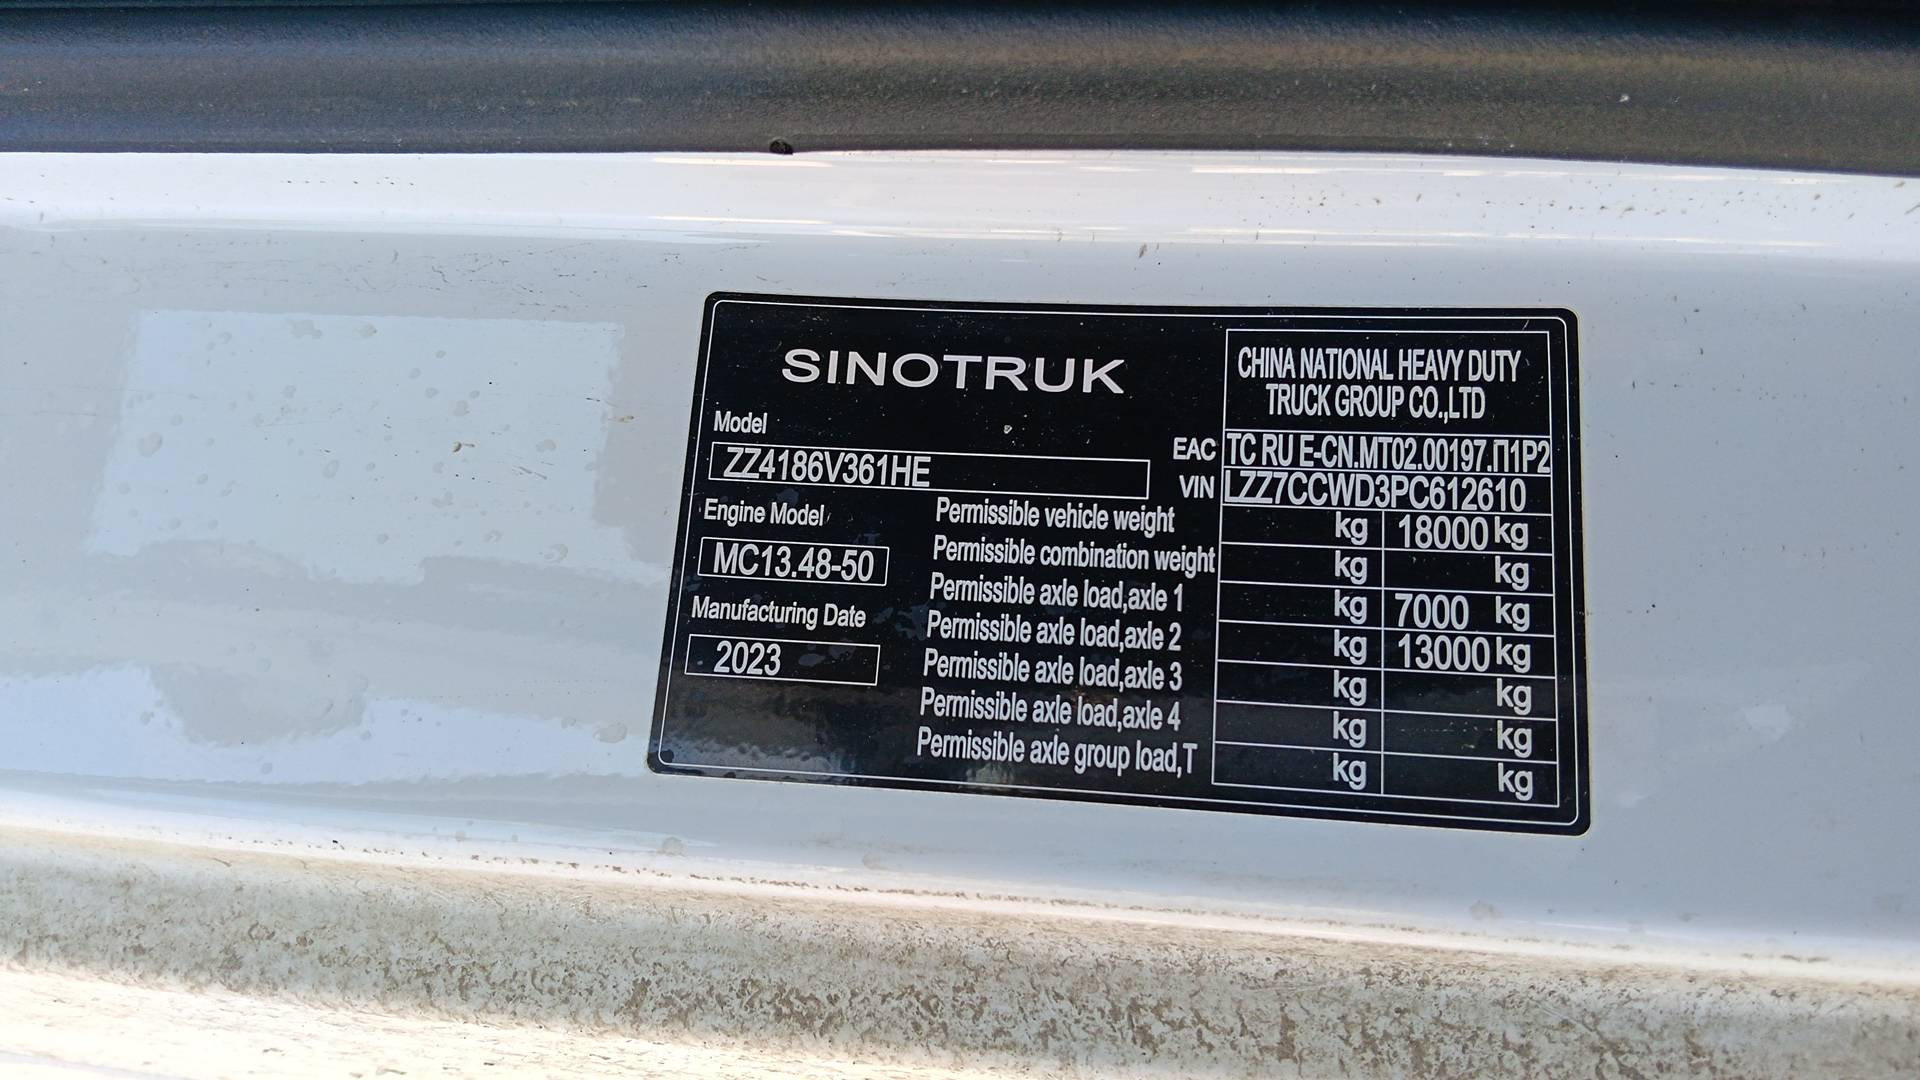 SINOTRUK
CHINA NATIONAL HEAVY DUTY
TRUCK GROUP CO.,LTD
Model
ZZ4186V361HE
EAC TC RU E-CN.MT02.00197.П1Р2
VIN LZZ7CCWD3PC612610
Engine Model
MC13.48-50
Manufacturing Date
2023
Permissible vehicle weight kg 18000 kg
Permissible combination weight kg kg
Permissible axle load,axle 1 kg 7000 kg
Permissible axle load,axle 2 kg 13000 kg
Permissible axle load,axle 3 kg kg
Permissible axle load,axle 4 kg kg
Permissible axle group load,T kg kg